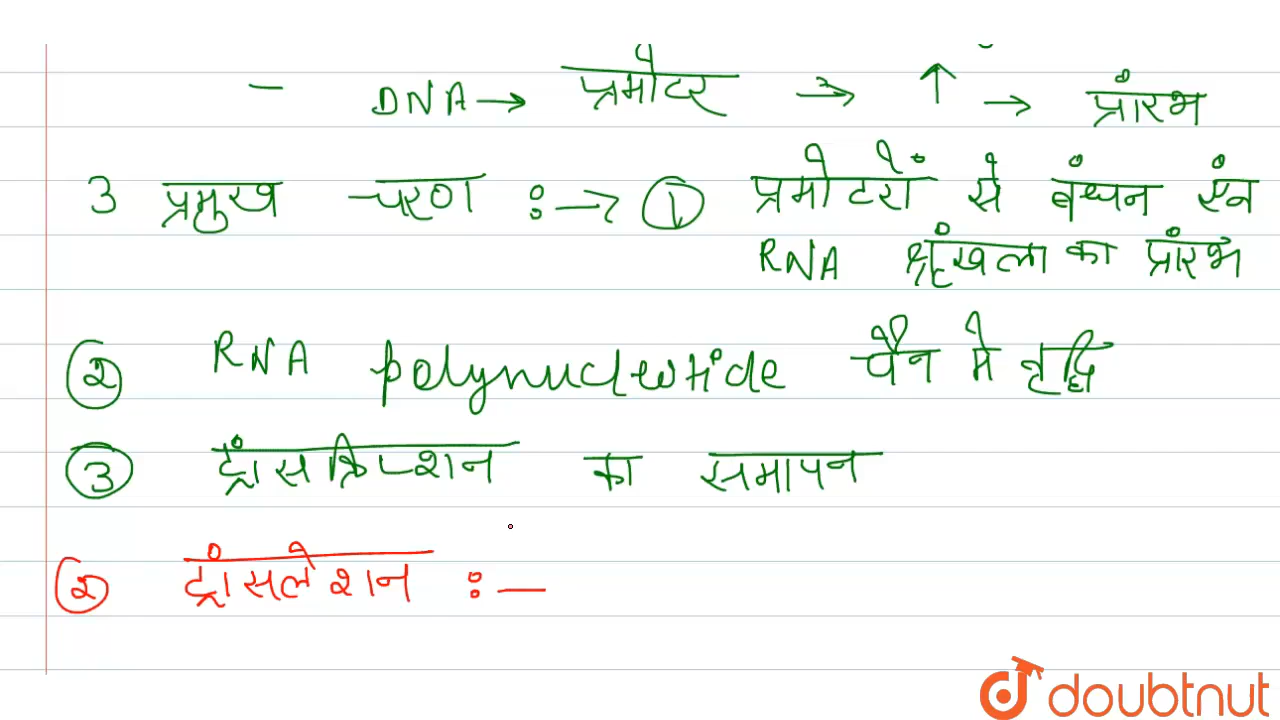 - DNA → प्रमोटर → ↑ → प्रारंभ
3 प्रमुख चरण : → ① प्रमोटरों से बंधन एंव
RNA श्रृंखला का प्रांरभ
② RNA polynucleotide चैन में वृद्धि
③ ट्रांसक्रिप्शन का समापन
② ट्रांसलेशन :-
doubtnut